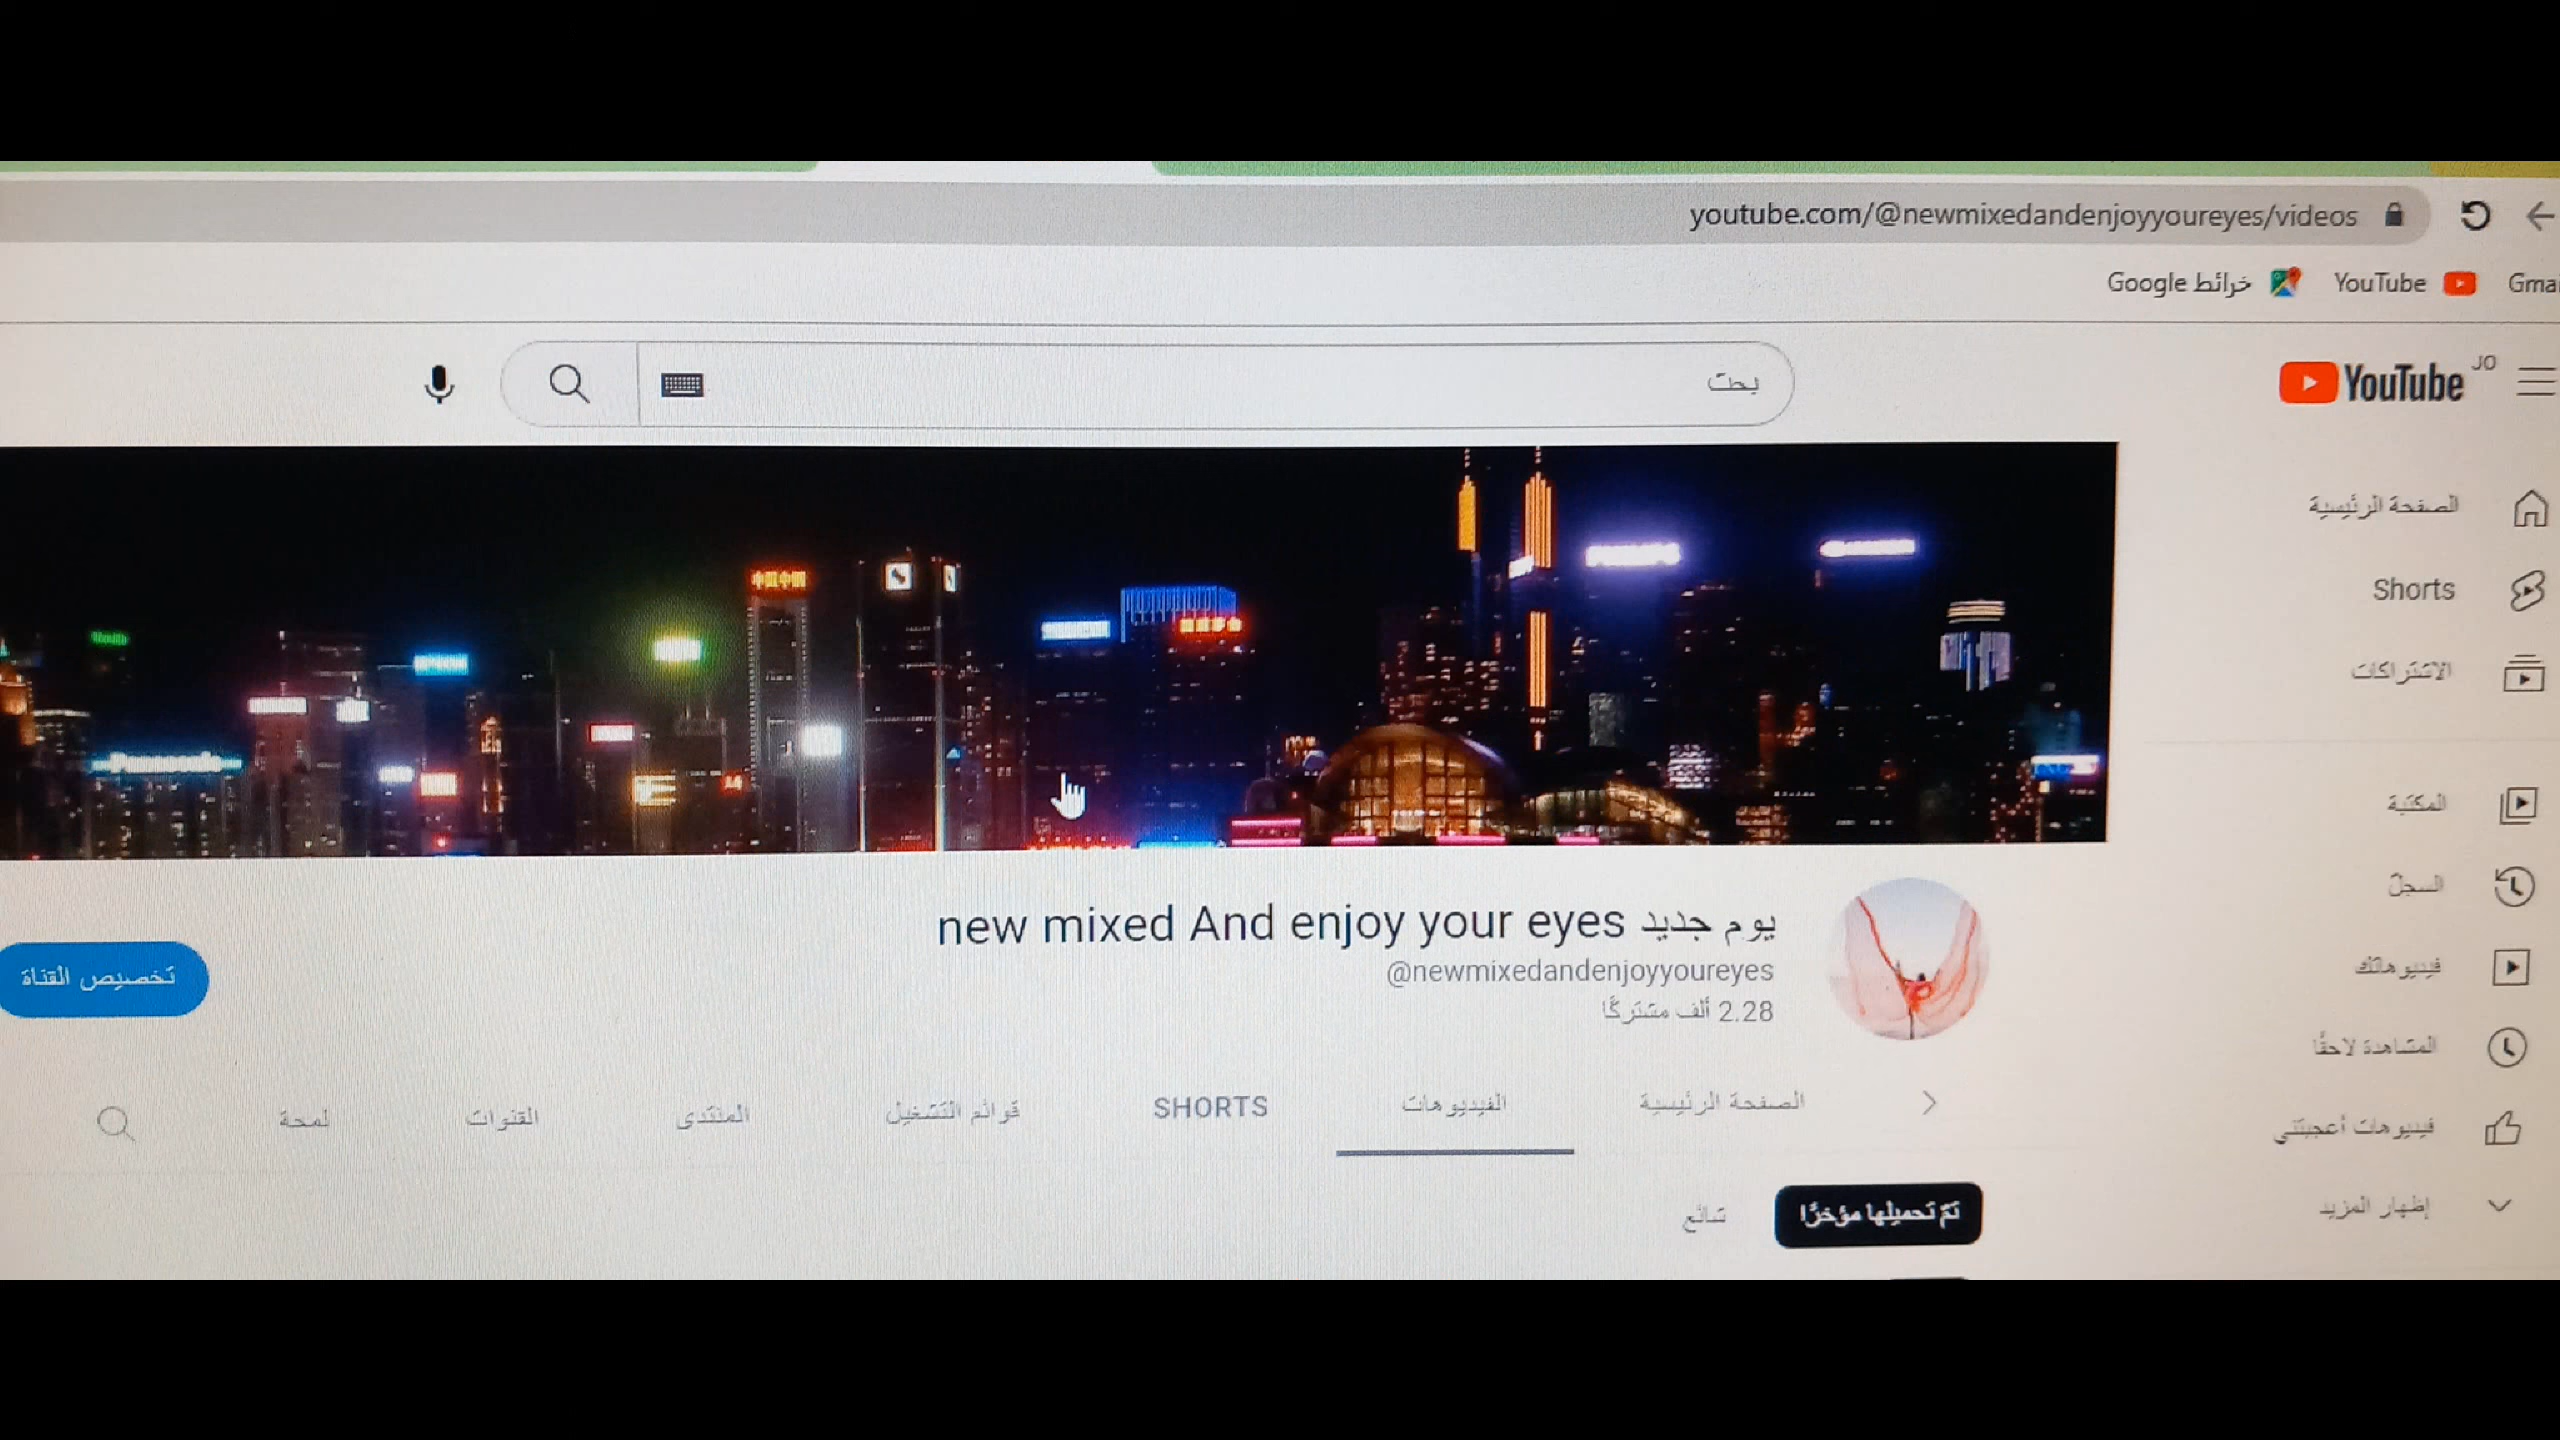 youtube.com/@newmixedandenjoyyoureyes/videos
Gmai
YouTube
خرائط Google
YouTube JO
بحث
الصفحة الرئيسية
Shorts
الاشتراكات
المكتبة
السجلّ
فيديوهاتك
المشاهدة لاحقًا
فيديوهات أعجبتني
إظهار المزيد
Panasonic
يوم جديد new mixed And enjoy your eyes
@newmixedandenjoyyoureyes
2.28 ألف مشتركًا
تخصيص القناة
الصفحة الرئيسية
الفيديوهات
SHORTS
قوائم التشغيل
المنتدى
القنوات
لمحة
تمّ تحميلها مؤخرًا
شائع